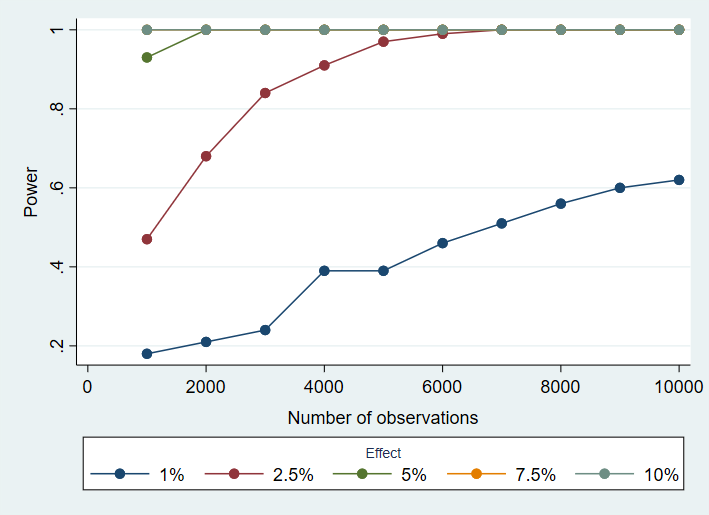 1
.8
.6
.4
.2
Power
0 2000 4000 6000 8000 10000
Number of observations
Effect
1% 2.5% 5% 7.5% 10%